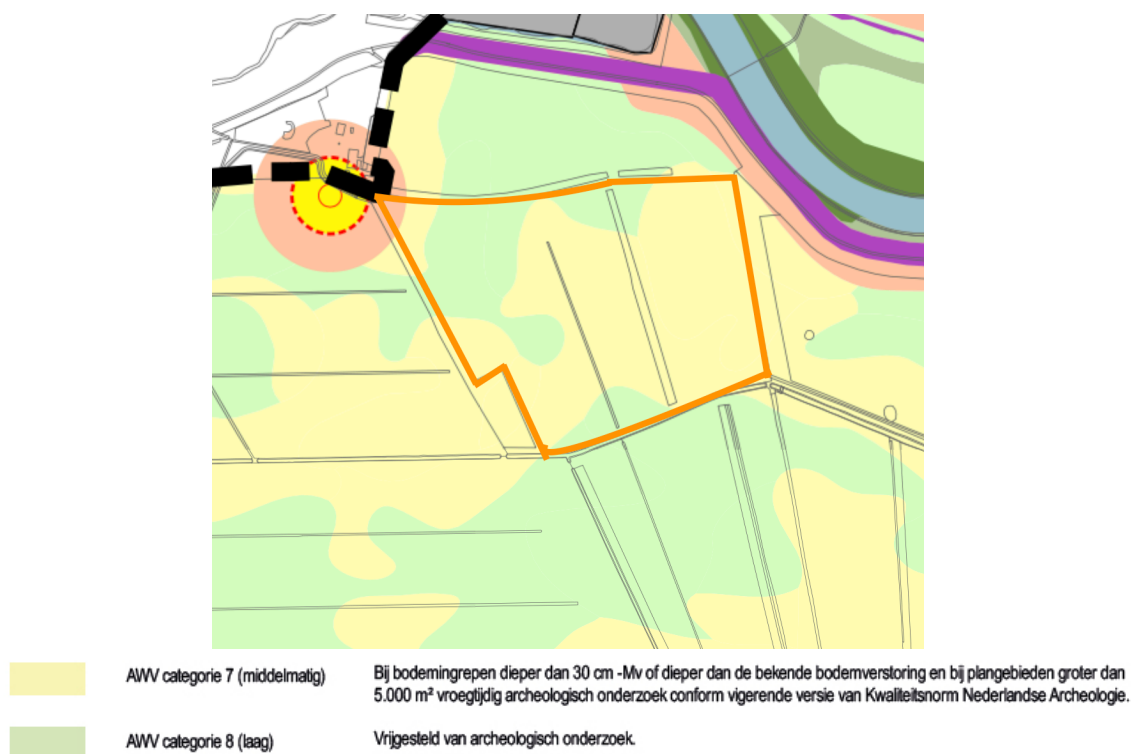 AWV categorie 7 (middelmatig)
Bij bodemingrepen dieper dan 30 cm -Mv of dieper dan de bekende bodemverstoring en bij plangebieden groter dan
5.000 m² vroegtijdig archeologisch onderzoek conform vigerende versie van Kwaliteitsnorm Nederlandse Archeologie.
AWV categorie 8 (laag)
Vrijgesteld van archeologisch onderzoek.